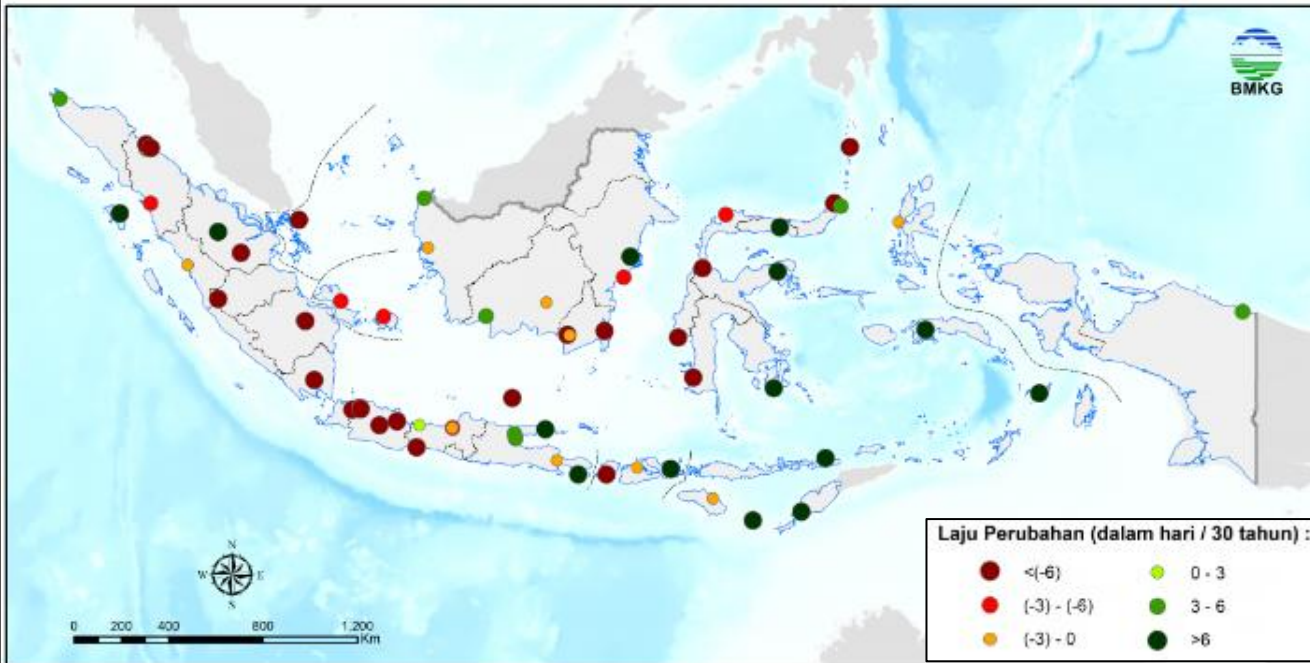 BMKG
N
W E
S
0 200 400 800 1.200
Km
Laju Perubahan (dalam hari / 30 tahun) :
<(-6)
(-3) - (-6)
(-3) - 0
0 - 3
3 - 6
>6